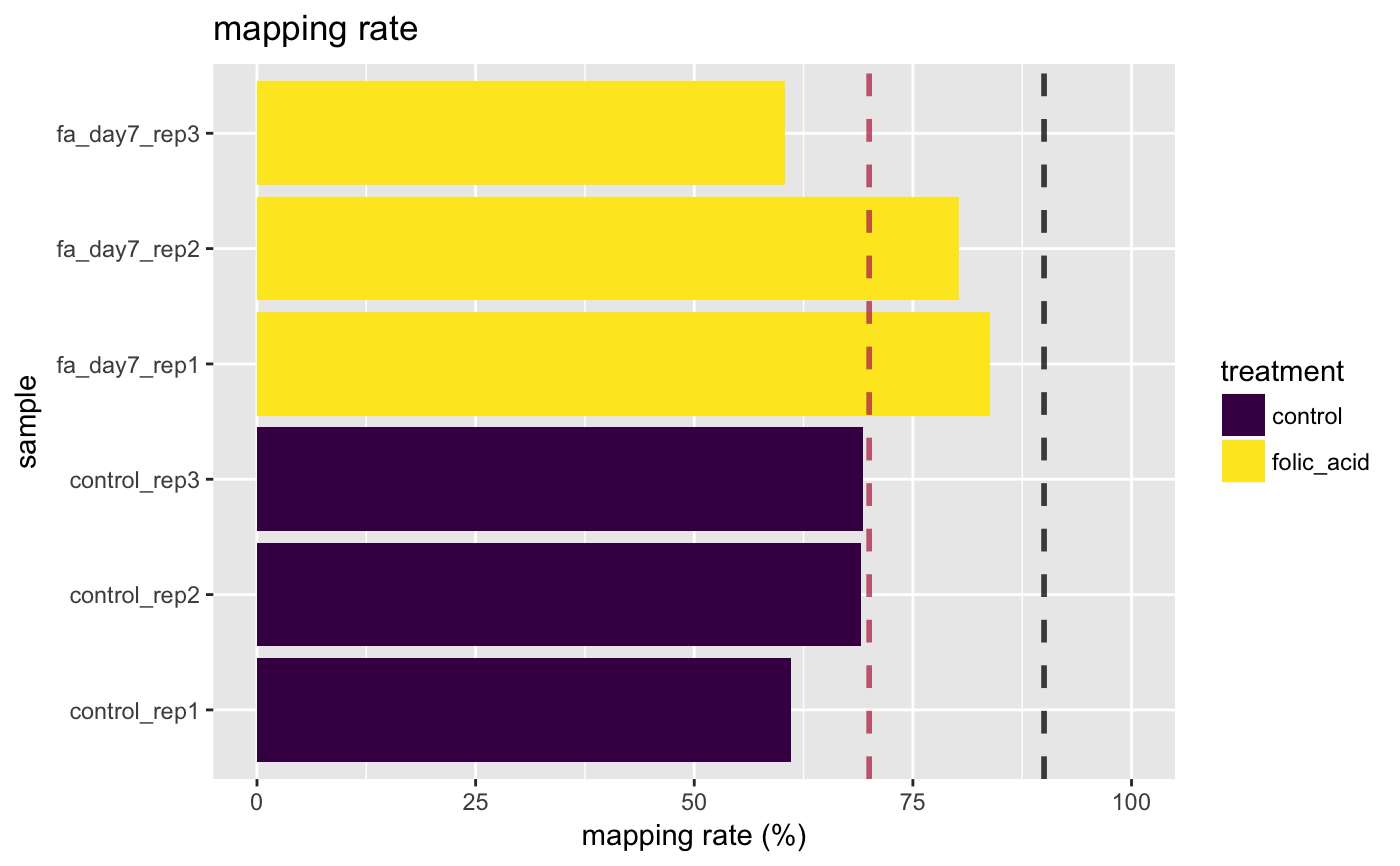 mapping rate
fa_day7_rep3
fa_day7_rep2
fa_day7_rep1
control_rep3
control_rep2
control_rep1
sample
0 25 50 75 100
mapping rate (%)
treatment
control
folic_acid